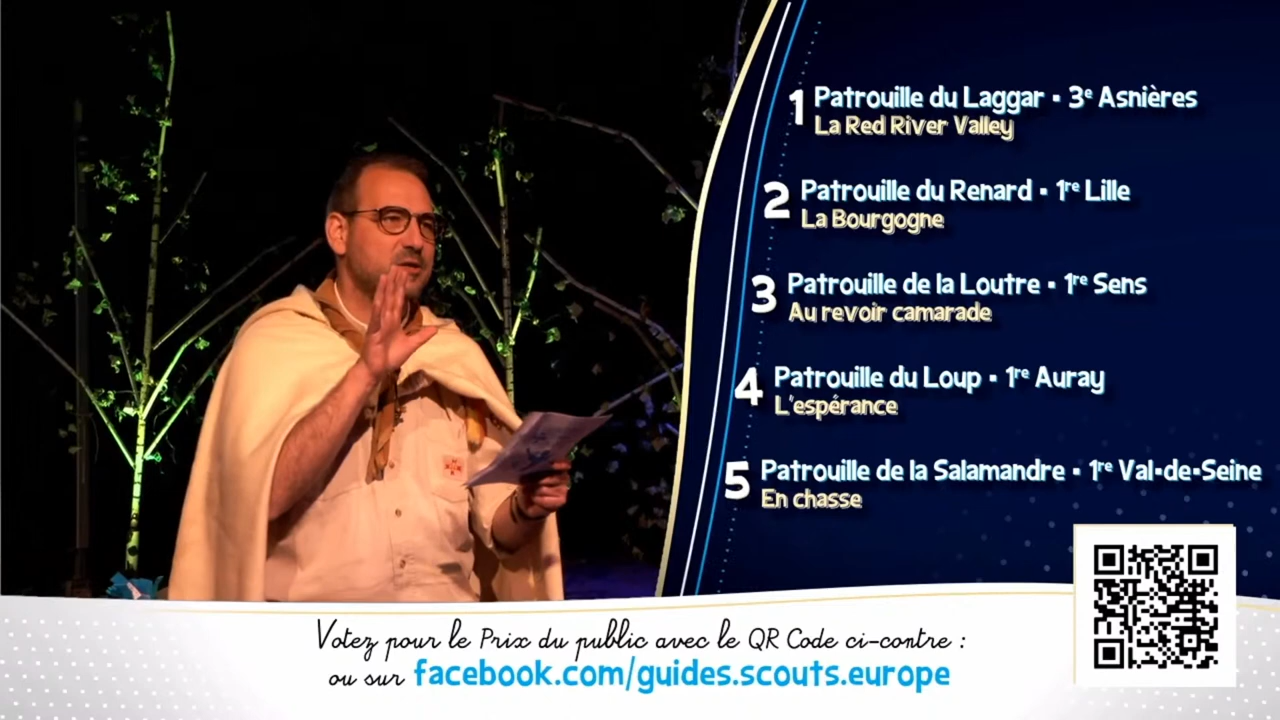 1 Patrouille du Laggar • 3e Asnières
La Red River Valley
2 Patrouille du Renard • 1re Lille
La Bourgogne
3 Patrouille de la Loutre • 1re Sens
Au revoir camarade
4 Patrouille du Loup • 1re Auray
L'espérance
5 Patrouille de la Salamandre • 1re Val-de-Seine
En chasse
Votez pour le Prix du public avec le QR Code ci-contre :
ou sur facebook.com/guides.scouts.europe